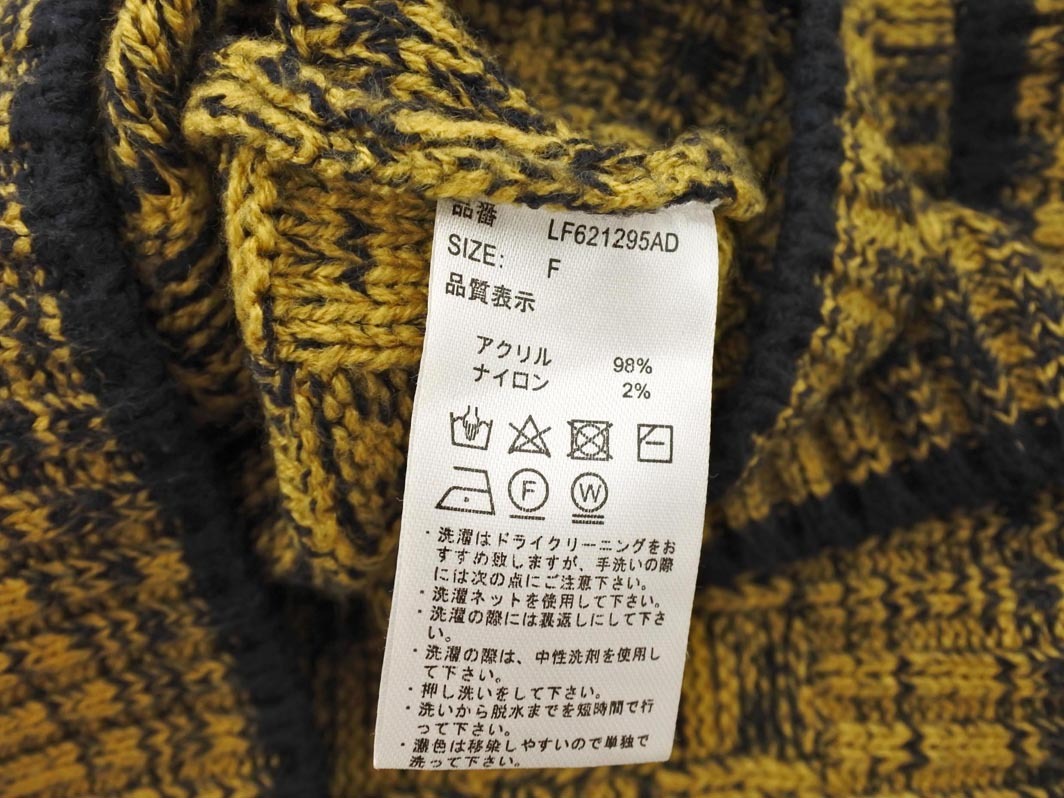 品番 LF621295AD
SIZE: F
品質表示
アクリル 98%
ナイロン 2%
F W
・洗濯はドライクリーニングをお
すすめ致しますが、手洗いの際
には次の点にご注意下さい。
・洗濯ネットを使用して下さい。
・洗濯の際には裏返しにして下さ
い。
・洗濯の際は、中性洗剤を使用し
て下さい。
・押し洗いをして下さい。
・洗いから脱水までを短時間で行
って下さい。
・濃色は移染しやすいので単独で
洗って下さい。